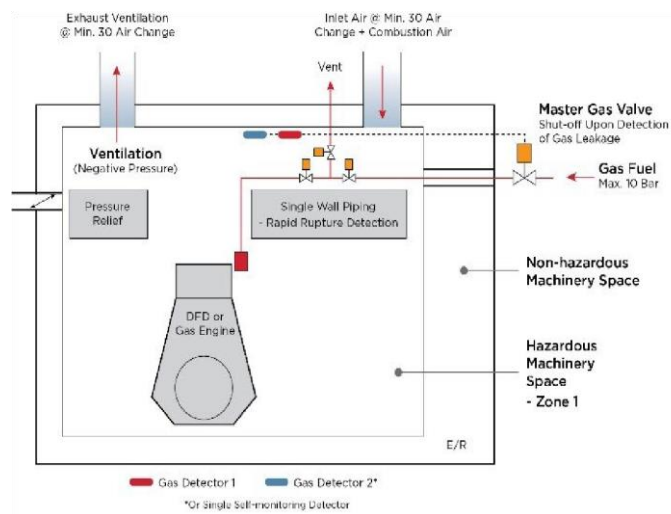 Exhaust Ventilation
@ Min. 30 Air Change
Inlet Air @ Min. 30 Air
Change + Combustion Air
Vent
Master Gas Valve
Shut-off Upon Detection
of Gas Leakage
Ventilation
(Negative Pressure)
Gas Fuel
Max. 10 Bar
Pressure
Relief
Single Wall Piping
- Rapid Rupture Detection
Non-hazardous
Machinery Space
DFD or
Gas Engine
Hazardous
Machinery
Space
- Zone 1
E/R
Gas Detector 1
Gas Detector 2*
*Or Single Self-monitoring Detector